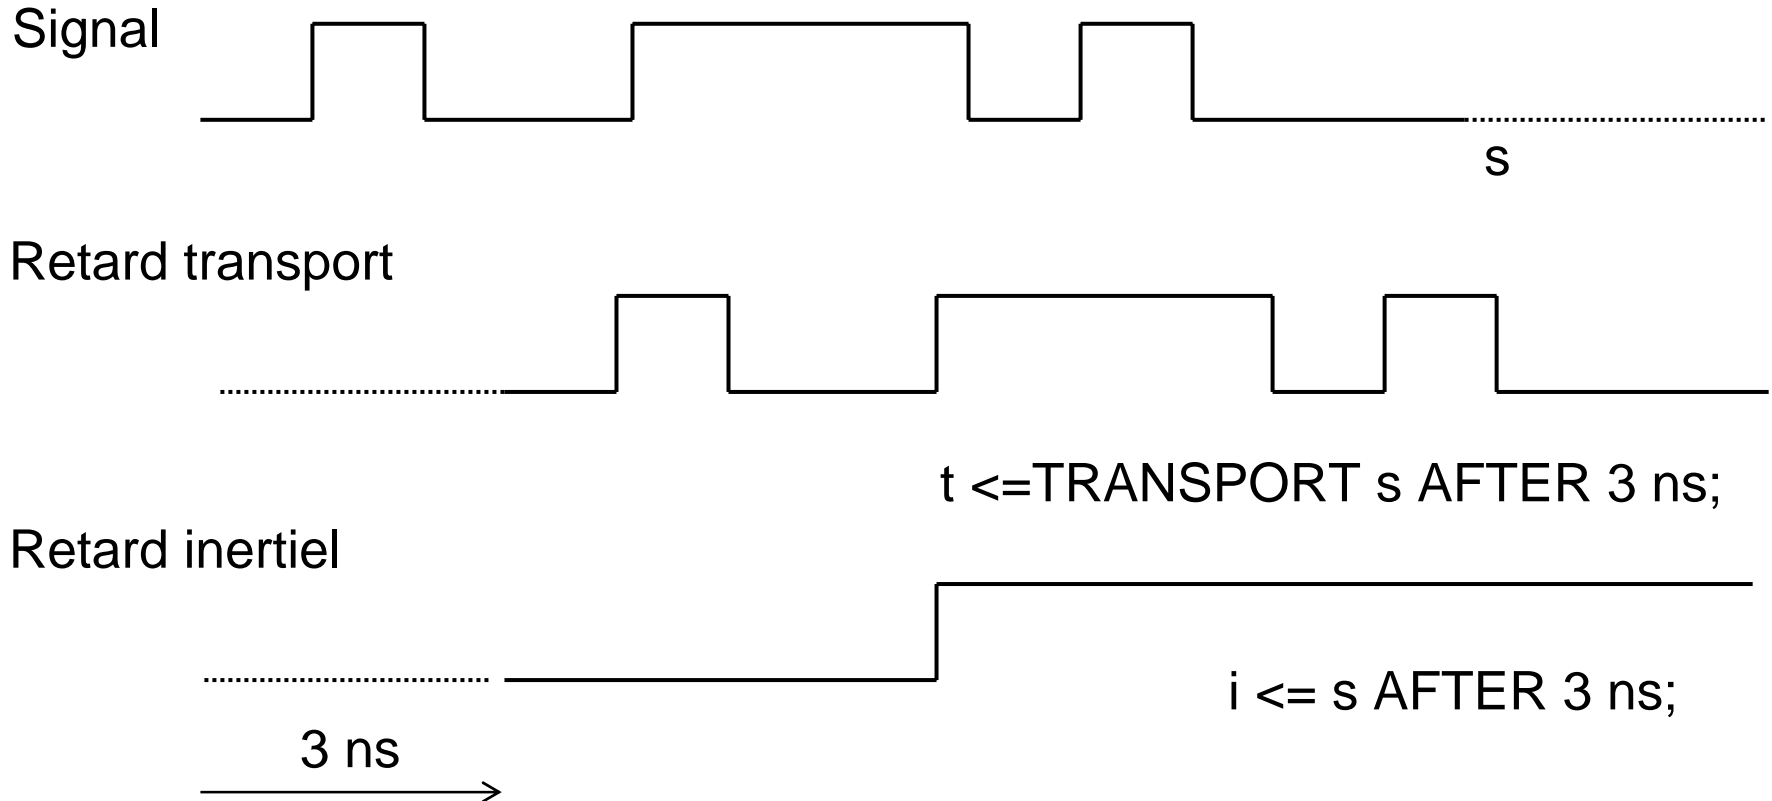 Signal
s
Retard transport
t <=TRANSPORT s AFTER 3 ns;
Retard inertiel
i <= s AFTER 3 ns;
3 ns